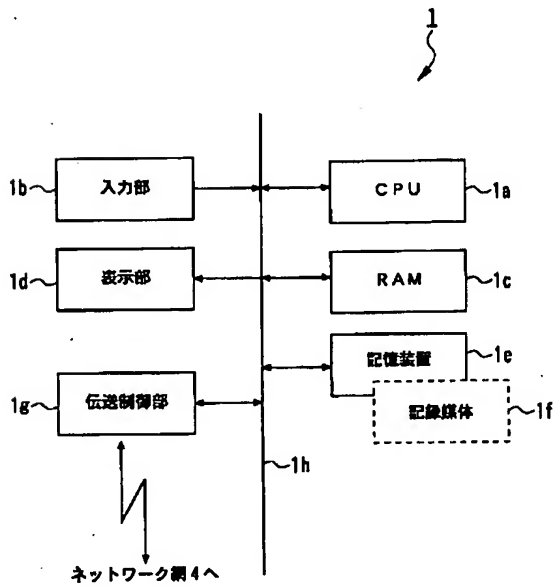 1
1b 入力部 CPU 1a
1d 表示部 RAM 1c
記憶装置 1e
1g 伝送制御部 記録媒体 1f
1h
ネットワーク網4へ